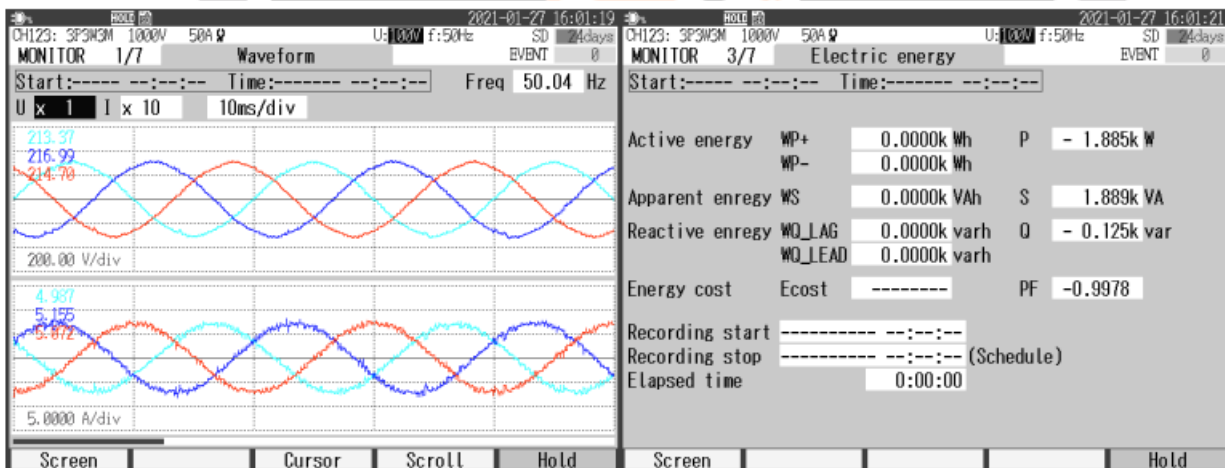 HOLD 2021-01-27 16:01:19
CH123: 3P3W3M 1000V 50A U:100V f:50Hz SD 24days
MONITOR 1/7 Waveform EVENT 0
Start:----- --:--:-- Time:------- --:--:-- Freq 50.04 Hz
U x 1 I x 10 10ms/div
213.37
216.99
214.70
200.00 V/div
4.987
5.155
5.072
5.0000 A/div
Screen Cursor Scroll Hold
HOLD 2021-01-27 16:01:21
CH123: 3P3W3M 1000V 50A U:100V f:50Hz SD 24days
MONITOR 3/7 Electric energy EVENT 0
Start:----- --:--:-- Time:------- --:--:--
Active energy WP+ 0.0000k Wh P - 1.885k W
WP- 0.0000k Wh
Apparent enregy WS 0.0000k VAh S 1.889k VA
Reactive enregy WQ_LAG 0.0000k varh Q - 0.125k var
WQ_LEAD 0.0000k varh
Energy cost Ecost -------- PF -0.9978
Recording start ---------- --:--:--
Recording stop ---------- --:--:-- (Schedule)
Elapsed time 0:00:00
Screen Hold